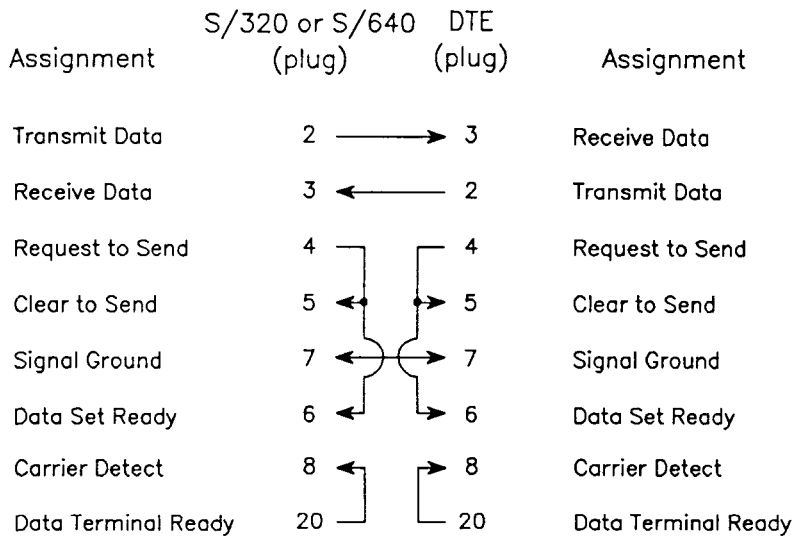 S/320 or S/640 DTE
Assignment (plug) (plug) Assignment
Transmit Data 2 3 Receive Data
Receive Data 3 2 Transmit Data
Request to Send 4 4 Request to Send
Clear to Send 5 5 Clear to Send
Signal Ground 7 7 Signal Ground
Data Set Ready 6 6 Data Set Ready
Carrier Detect 8 8 Carrier Detect
Data Terminal Ready 20 20 Data Terminal Ready